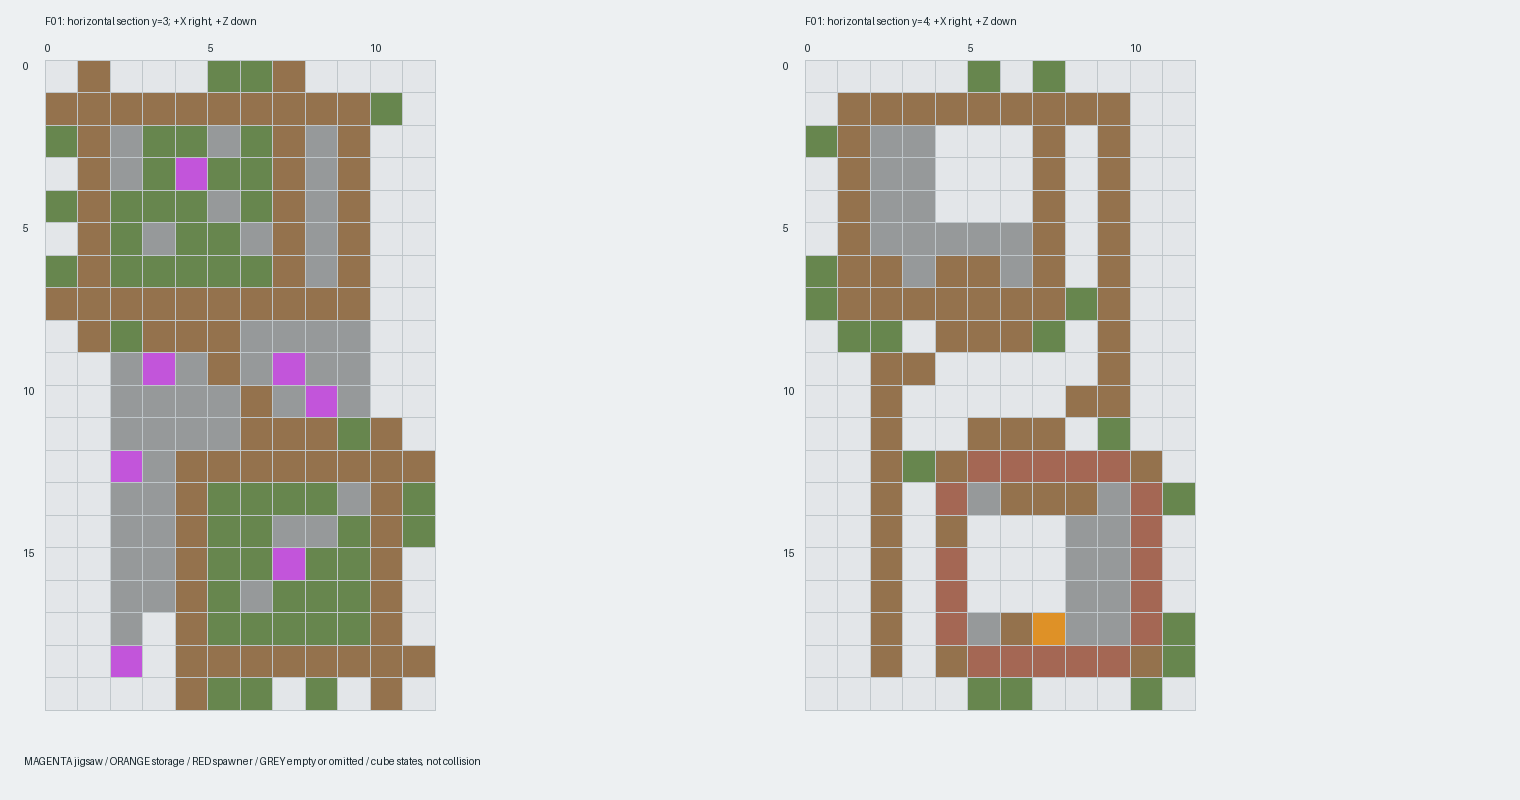 F01: horizontal section y=3; +X right, +Z down
F01: horizontal section y=4; +X right, +Z down
0 5 10
0 5 10
0 0
5 5
10 10
15 15
MAGENTA jigsaw / ORANGE storage / RED spawner / GREY empty or omitted / cube states, not collision